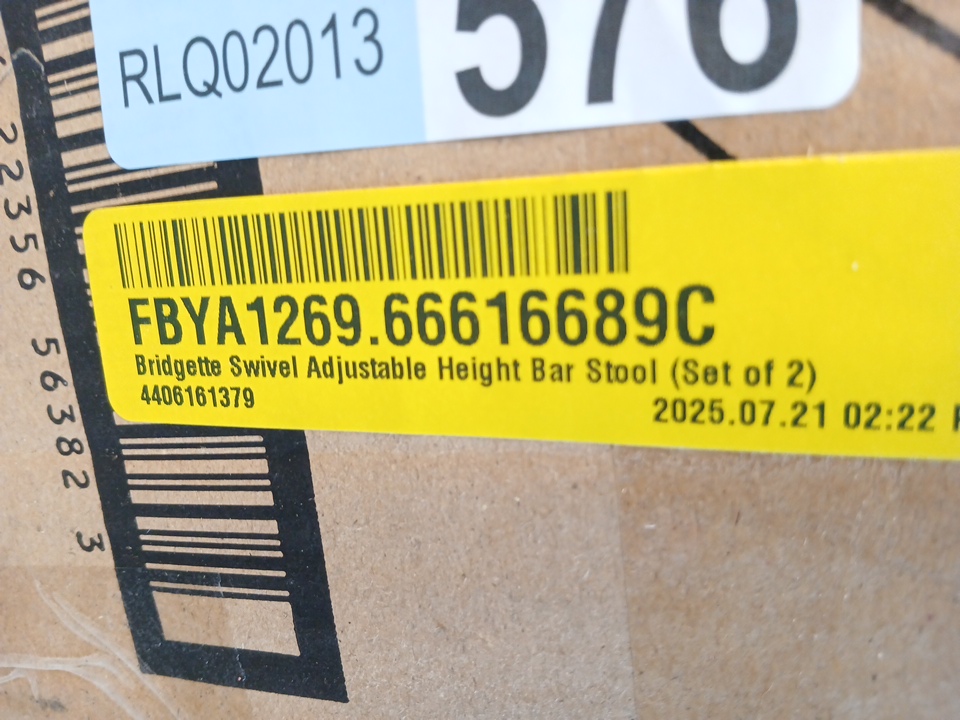 RLQ02013
576
22356 56382 3
FBYA1269.66616689C
Bridgette Swivel Adjustable Height Bar Stool (Set of 2)
4406161379
2025.07.21 02:22